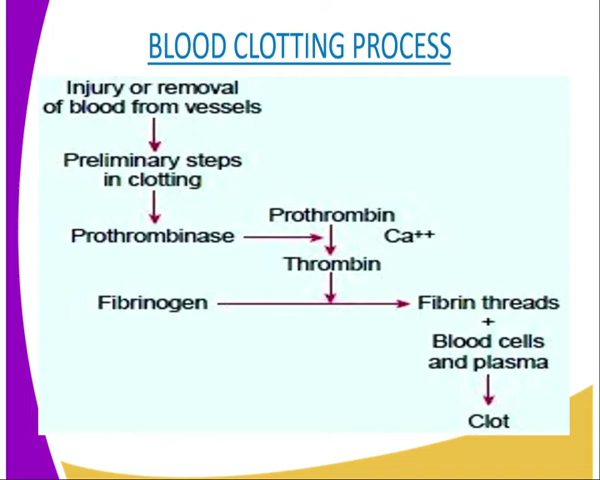 BLOOD CLOTTING PROCESS
Injury or removal
of blood from vessels
Preliminary steps
in clotting
Prothrombin
Prothrombinase
Ca++
Thrombin
Fibrinogen
Fibrin threads
+
Blood cells
and plasma
Clot